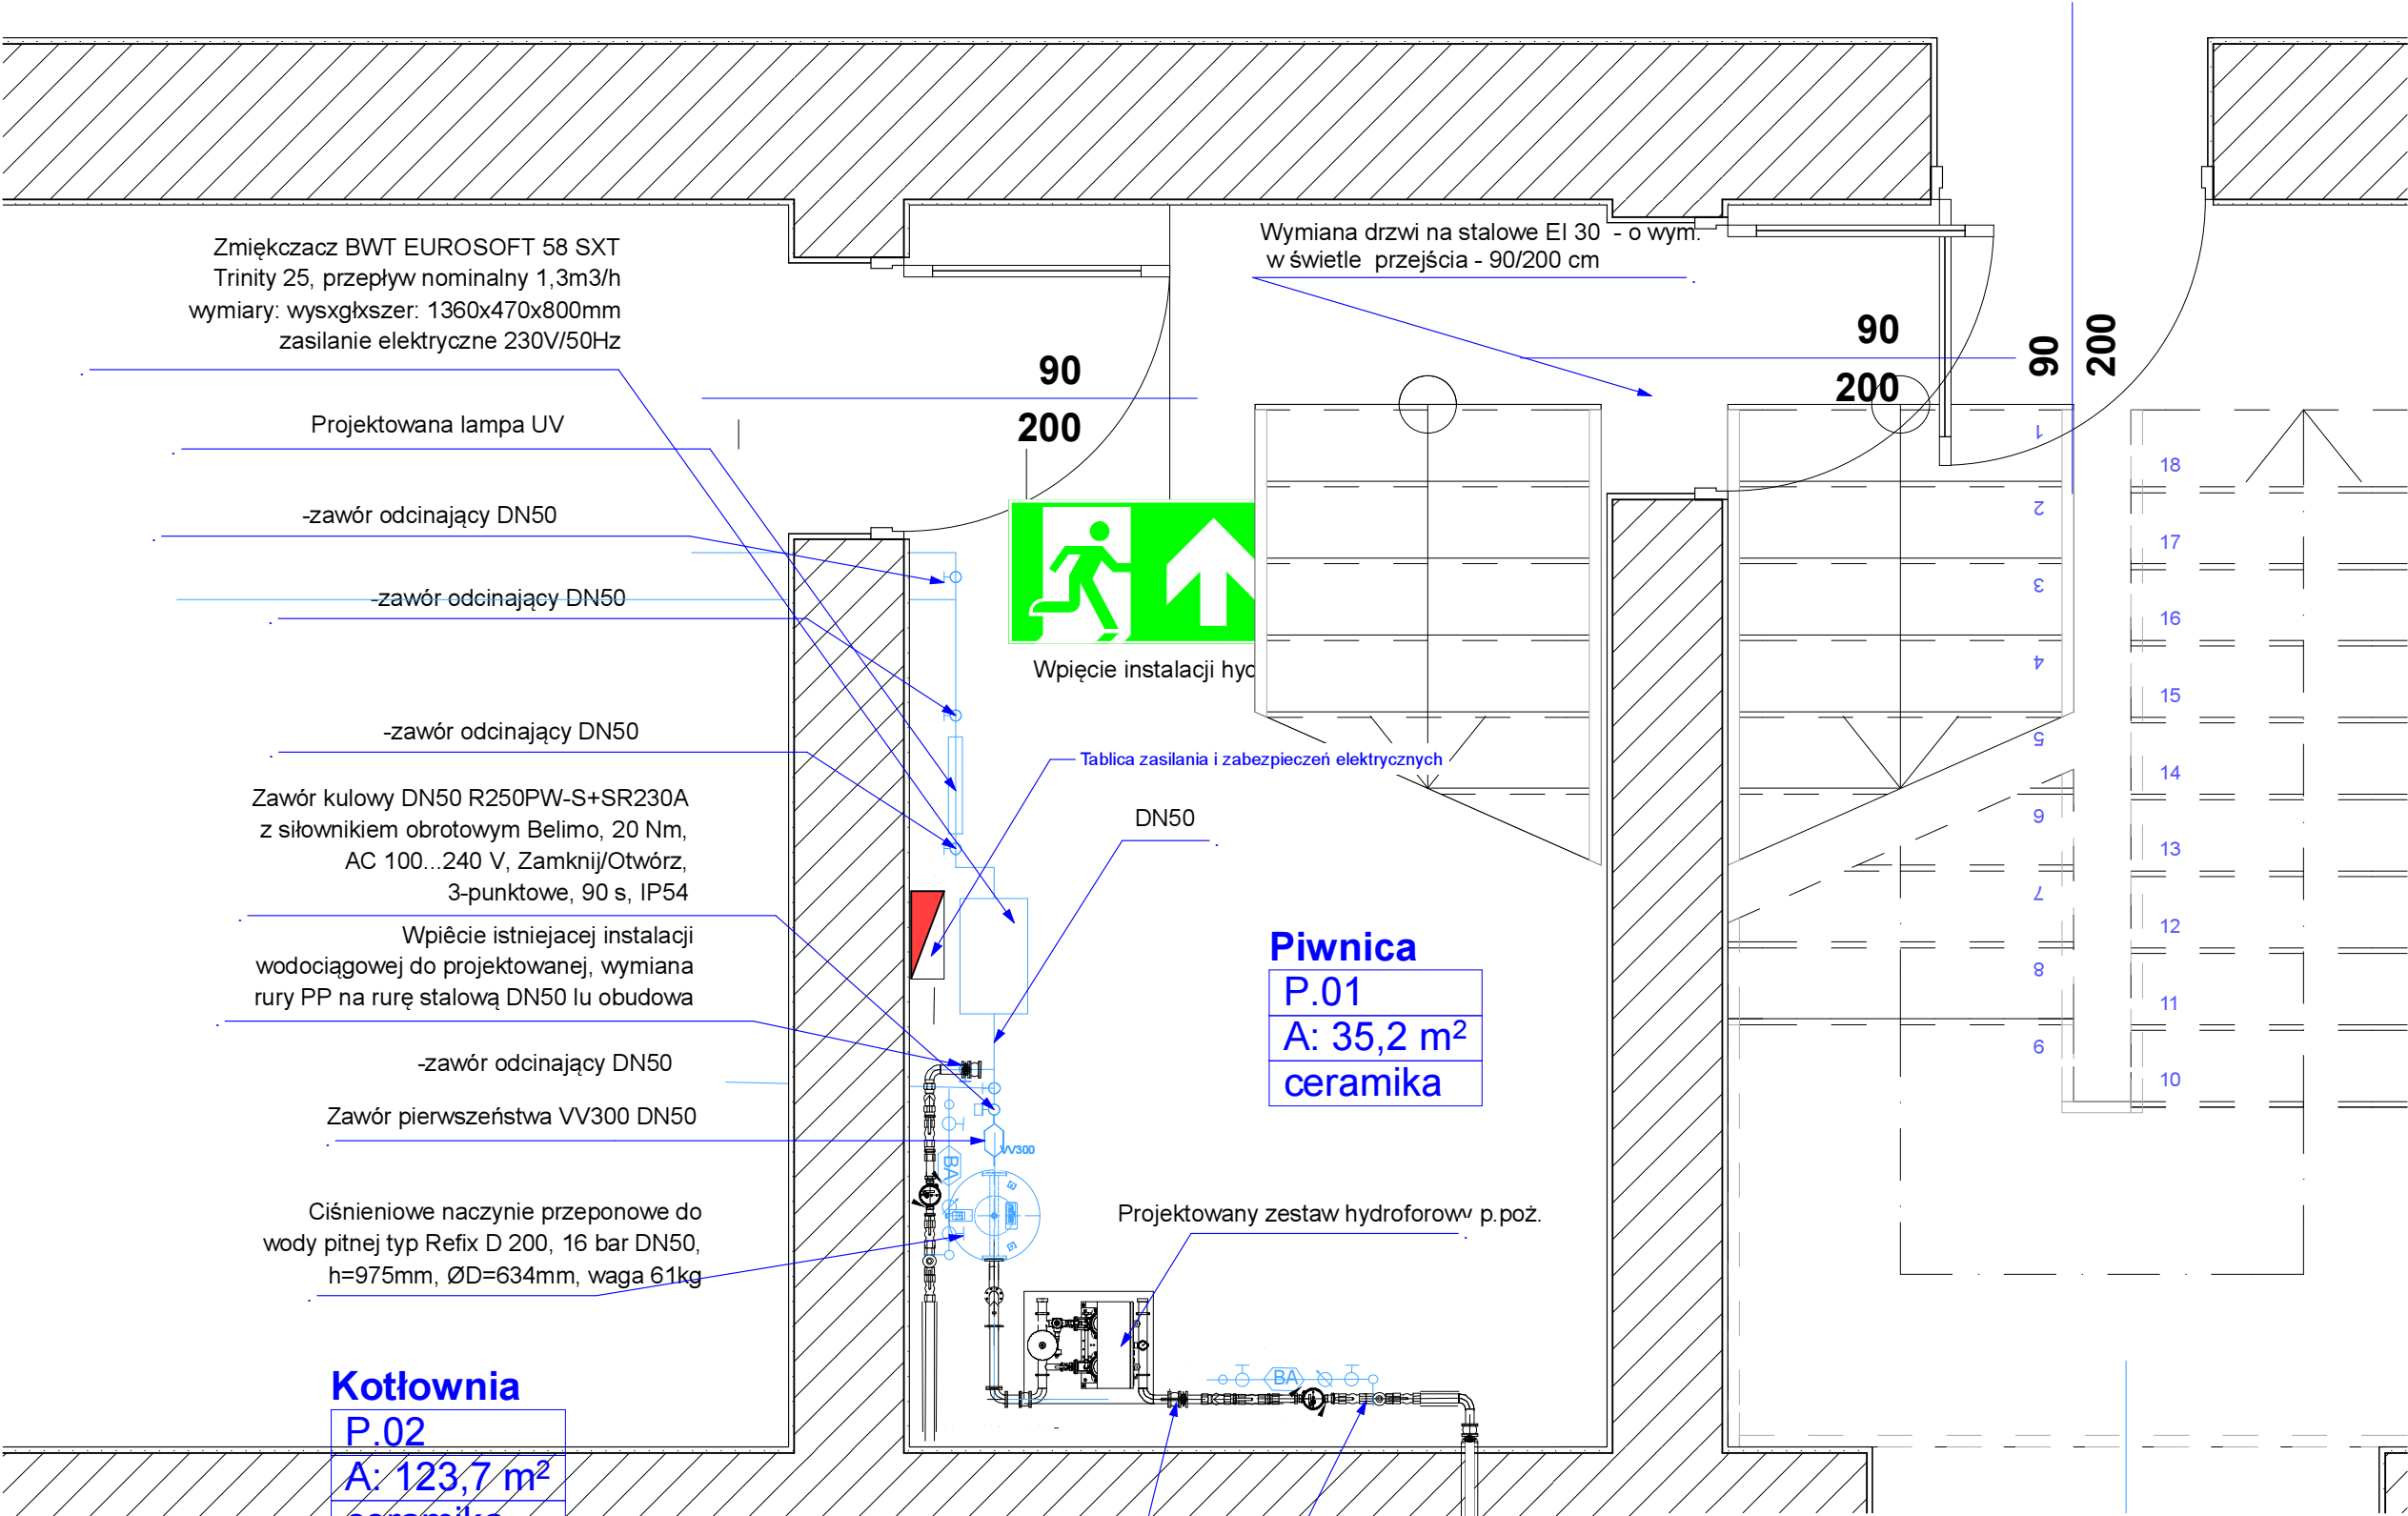 Zmiękczacz BWT EUROSOFT 58 SXT
Trinity 25, przepływ nominalny 1,3m3/h
wymiary: wysxgłxszer: 1360x470x800mm
zasilanie elektryczne 230V/50Hz
Projektowana lampa UV
-zawór odcinający DN50
-zawór odcinający DN50
-zawór odcinający DN50
Zawór kulowy DN50 R250PW-S+SR230A
z siłownikiem obrotowym Belimo, 20 Nm,
AC 100...240 V, Zamknij/Otwórz,
3-punktowe, 90 s, IP54
Wpiêcie istniejacej instalacji
wodociągowej do projektowanej, wymiana
rury PP na rurę stalową DN50 lu obudowa
-zawór odcinający DN50
Zawór pierwszeństwa VV300 DN50
Ciśnieniowe naczynie przeponowe do
wody pitnej typ Refix D 200, 16 bar DN50,
h=975mm, ØD=634mm, waga 61kg
Kotłownia
P.02
A: 123,7 m²
ceramika
90
200
Wymiana drzwi na stalowe EI 30 - o wym.
w świetle przejścia - 90/200 cm
90
200
90
200
Wpięcie instalacji hyd
Tablica zasilania i zabezpieczeń elektrycznych
DN50
Piwnica
P.01
A: 35,2 m²
ceramika
VV300
BA
Projektowany zestaw hydroforowy p.poż.
BA
1
2
3
4
5
6
7
8
9
18
17
16
15
14
13
12
11
10